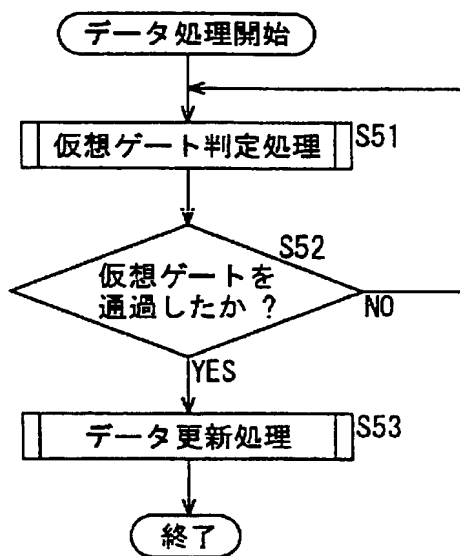 データ処理開始
仮想ゲート判定処理
S51
S52
仮想ゲートを
通過したか ?
NO
YES
データ更新処理
S53
終了